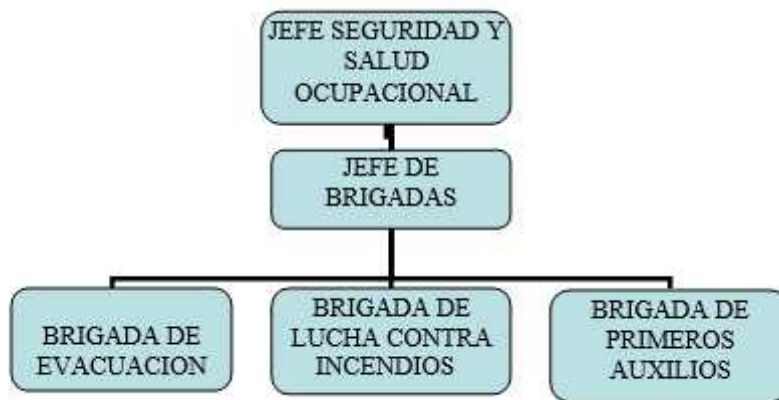 JEFE SEGURIDAD Y
SALUD
OCUPACIONAL
JEFE DE
BRIGADAS
BRIGADA DE
EVACUACION
BRIGADA DE
LUCHA CONTRA
INCENDIOS
BRIGADA DE
PRIMEROS
AUXILIOS